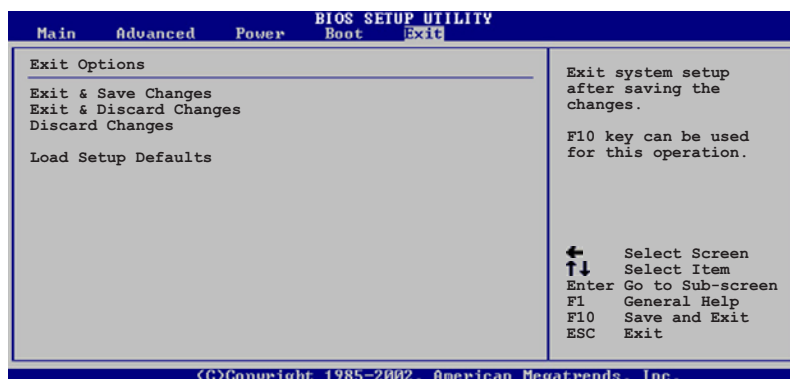 BIOS SETUP UTILITY
Main Advanced Power Boot Exit
Exit Options
Exit & Save Changes
Exit & Discard Changes
Discard Changes
Load Setup Defaults
Exit system setup
after saving the
changes.
F10 key can be used
for this operation.
← Select Screen
↑↓ Select Item
Enter Go to Sub-screen
F1 General Help
F10 Save and Exit
ESC Exit
(C)Copyright 1985-2002, American Megatrends, Inc.